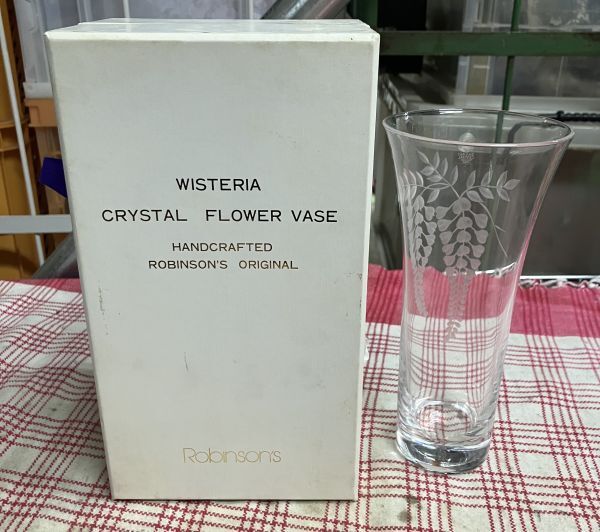 WISTERIA
CRYSTAL FLOWER VASE
HANDCRAFTED
ROBINSON'S ORIGINAL
Robinson's